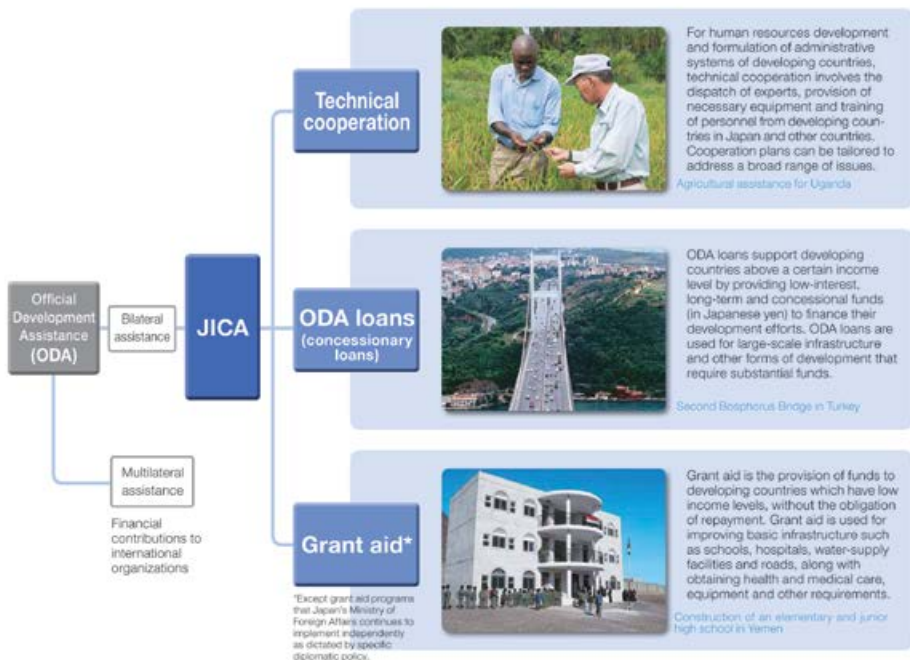 Official
Development
Assistance
(ODA)
Bilateral
assistance
JICA
Multilateral
assistance
Financial
contributions to
international
organizations
Technical
cooperation
For human resources development
and formulation of administrative
systems of developing countries,
technical cooperation involves the
dispatch of experts, provision of
necessary equipment and training
of personnel from developing coun-
tries in Japan and other countries.
Cooperation plans can be tailored to
address a broad range of issues.
Agricultural assistance for Uganda
ODA loans
(concessionary
loans)
ODA loans support developing
countries above a certain income
level by providing low-interest,
long-term and concessional funds
(in Japanese yen) to finance their
development efforts. ODA loans are
used for large-scale infrastructure
and other forms of development that
require substantial funds.
Second Bosphorus Bridge in Turkey
Grant aid*
*Except grant aid programs
that Japan's Ministry of
Foreign Affairs continues to
implement independently
as dictated by specific
diplomatic policy.
Grant aid is the provision of funds to
developing countries which have low
income levels, without the obligation
of repayment. Grant aid is used for
improving basic infrastructure such
as schools, hospitals, water-supply
facilities and roads, along with
obtaining health and medical care,
equipment and other requirements.
Construction of an elementary and junior
high school in Yemen